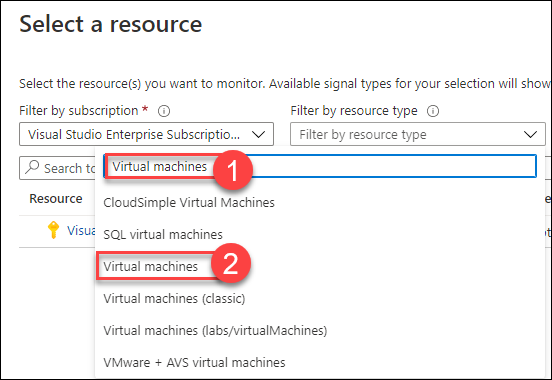 Select a resource
Select the resource(s) you want to monitor. Available signal types for your selection will show
Filter by subscription * Filter by resource type
Visual Studio Enterprise Subscriptio... Filter by resource type
Search to
Virtual machines 1
Resource
CloudSimple Virtual Machines
Visua
SQL virtual machines
Virtual machines 2
Virtual machines (classic)
Virtual machines (labs/virtualMachines)
VMware + AVS virtual machines